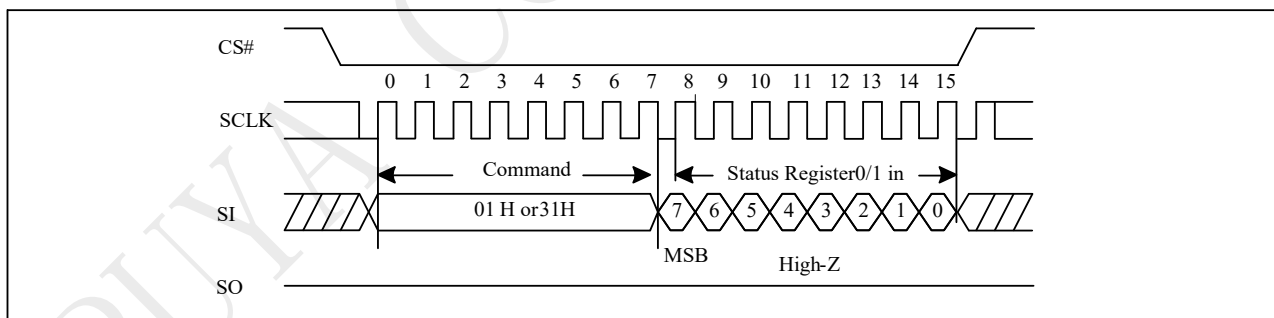 CS#
0 1 2 3 4 5 6 7 8 9 10 11 12 13 14 15
SCLK
Command
Status Register0/1 in
SI
01 H or31H
7 6 5 4 3 2 1 0
MSB
High-Z
SO
PUYA